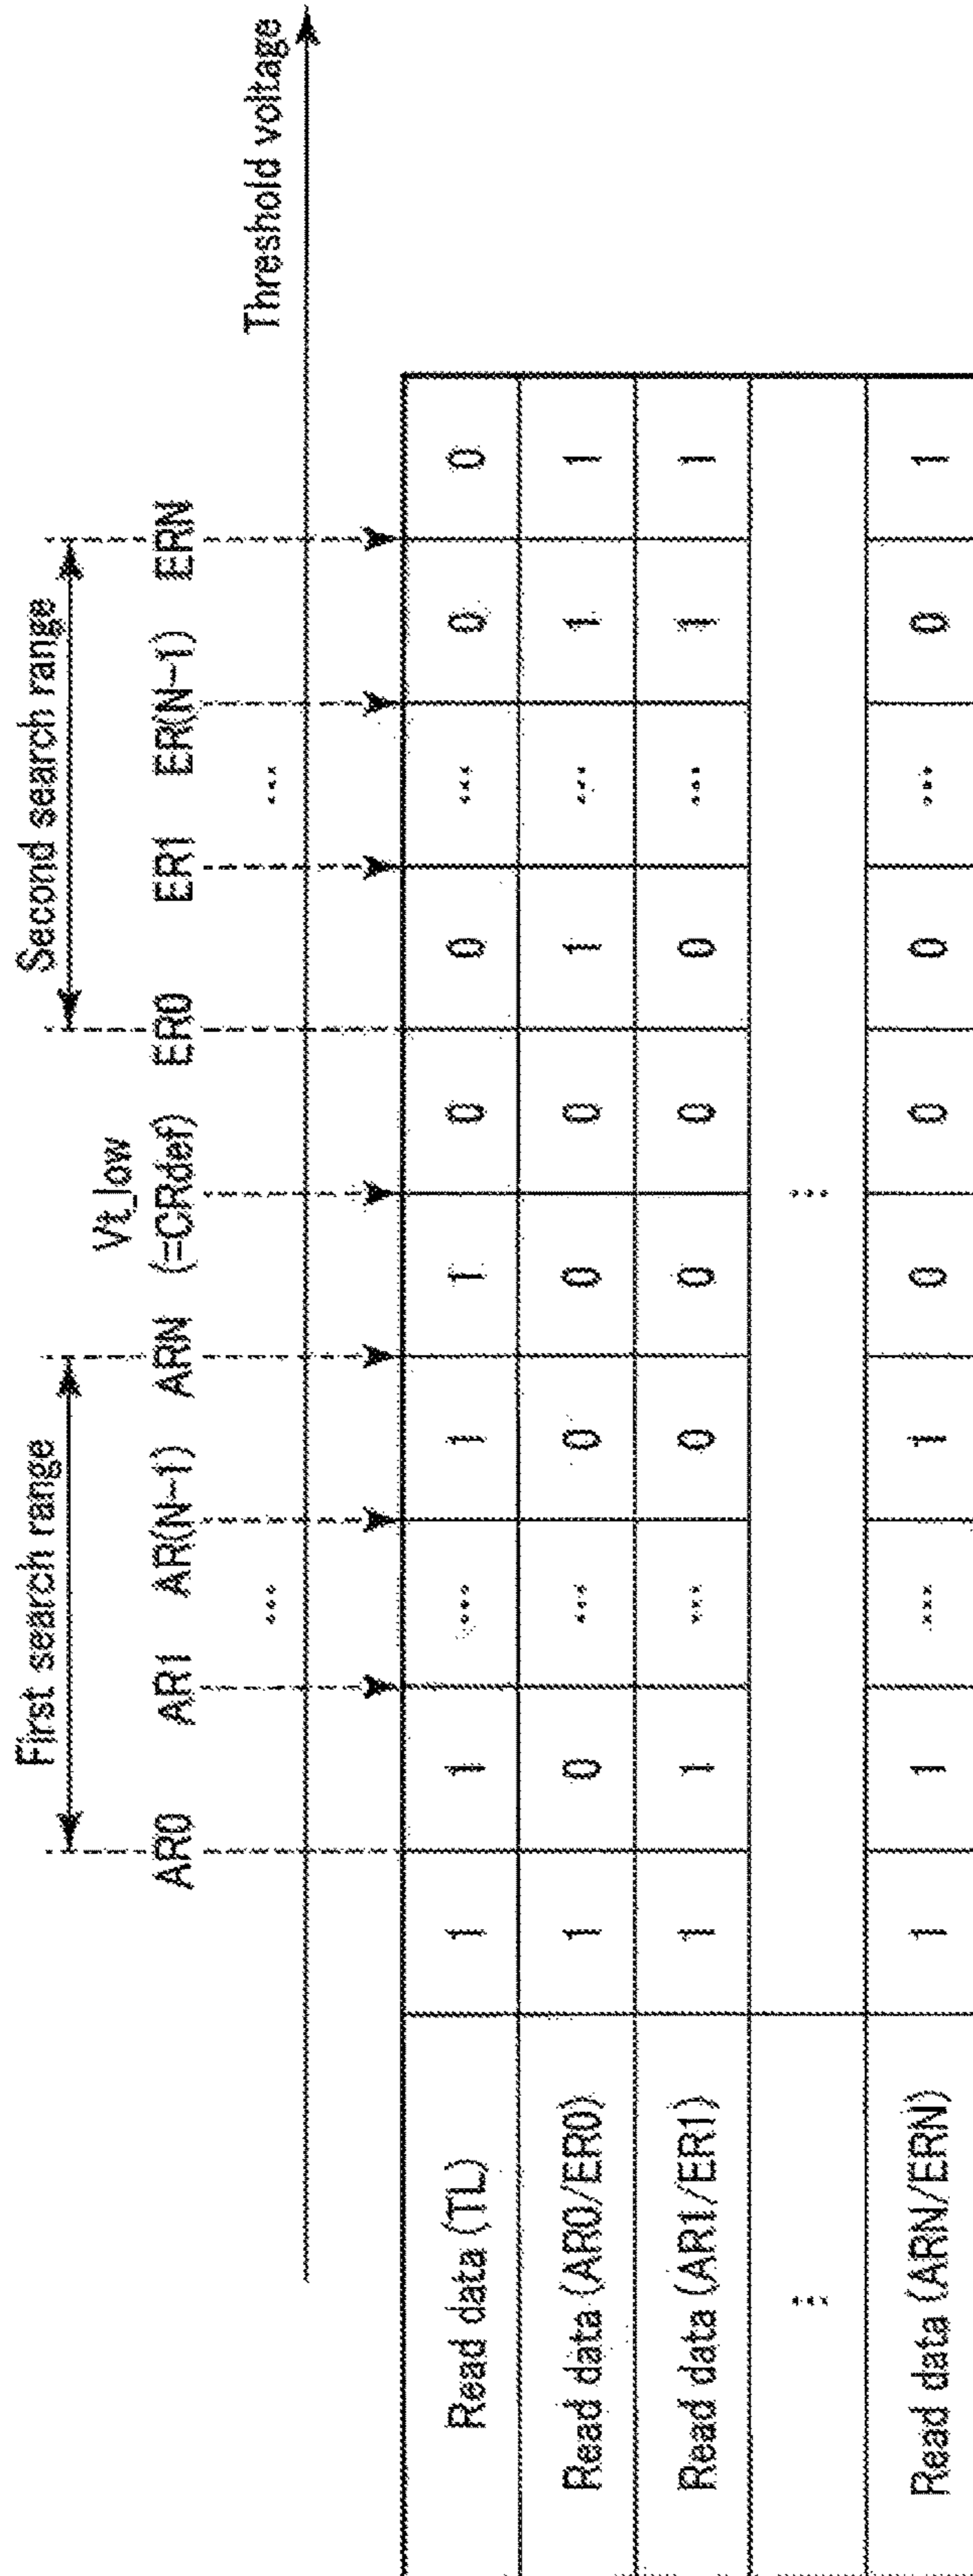 First search range Second search range
Vt_low
AR0 AR1 AR(N-1) ARN (=CRdef) ER0 ER1 ER(N-1) ERN
... ...
Threshold voltage
Read data (TL) 1 1 ... 1 1 0 0 ... 0 0
Read data (AR0/ER0) 1 0 ... 0 0 0 1 ... 1 1
Read data (AR1/ER1) 1 1 ... 0 0 0 0 ... 1 1
... ...
Read data (ARN/ERN) 1 1 ... 1 0 0 0 ... 0 1